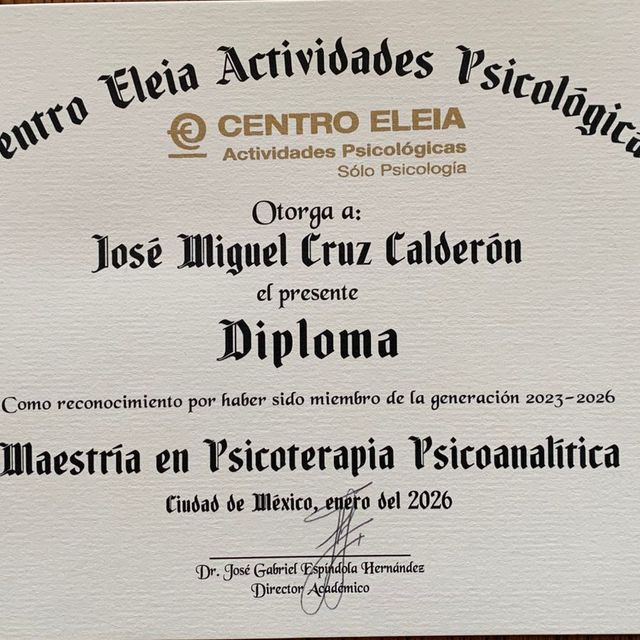 Centro Eleia Actividades Psicológicas
CENTRO ELEIA
Actividades Psicológicas
Sólo Psicología
Otorga a:
José Miguel Cruz Calderón
el presente
Diploma
Como reconocimiento por haber sido miembro de la generación 2023-2026
Maestría en Psicoterapia Psicoanalítica
Ciudad de México, enero del 2026
Dr. José Gabriel Espíndola Hernández
Director Académico